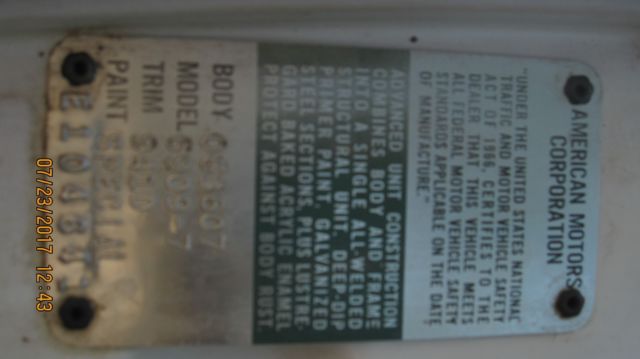 AMERICAN MOTORS
CORPORATION
"UNDER THE UNITED STATES NATIONAL
TRAFFIC AND MOTOR VEHICLE SAFETY
ACT OF 1966, CERTIFIES TO THE
DEALER THAT THIS VEHICLE MEETS
ALL FEDERAL MOTOR VEHICLE SAFETY
STANDARDS APPLICABLE ON THE DATE
OF MANUFACTURE."
ADVANCED UNIT CONSTRUCTION
COMBINES BODY AND FRAME
INTO A SINGLE ALL-WELDED
STRUCTURAL UNIT, DEEP-DIP
PRIMER PAINT, GALVANIZED
STEEL SECTIONS, PLUS LUSTRE-
GARD BAKED ACRYLIC ENAMEL
PROTECT AGAINST BODY RUST.
BODY
MODEL
TRIM
PAINT SPECIAL
07/23/2017 12:43